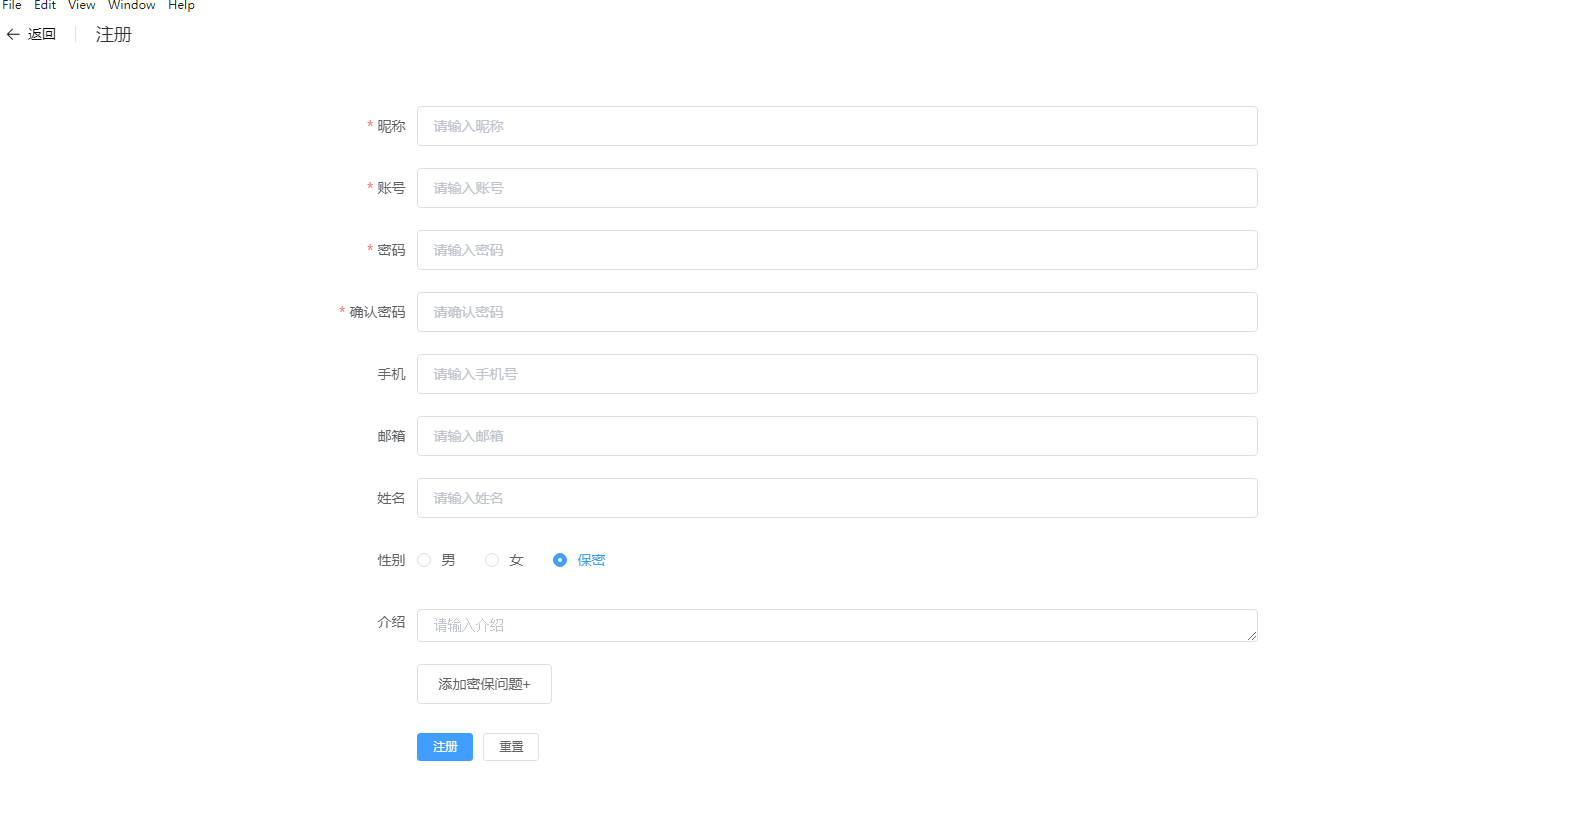 File Edit View Window Help
← 返回 注册
* 昵称 请输入昵称
* 账号 请输入账号
* 密码 请输入密码
* 确认密码 请确认密码
手机 请输入手机号
邮箱 请输入邮箱
姓名 请输入姓名
性别 男 女 保密
介绍 请输入介绍
添加密保问题+
注册 重置